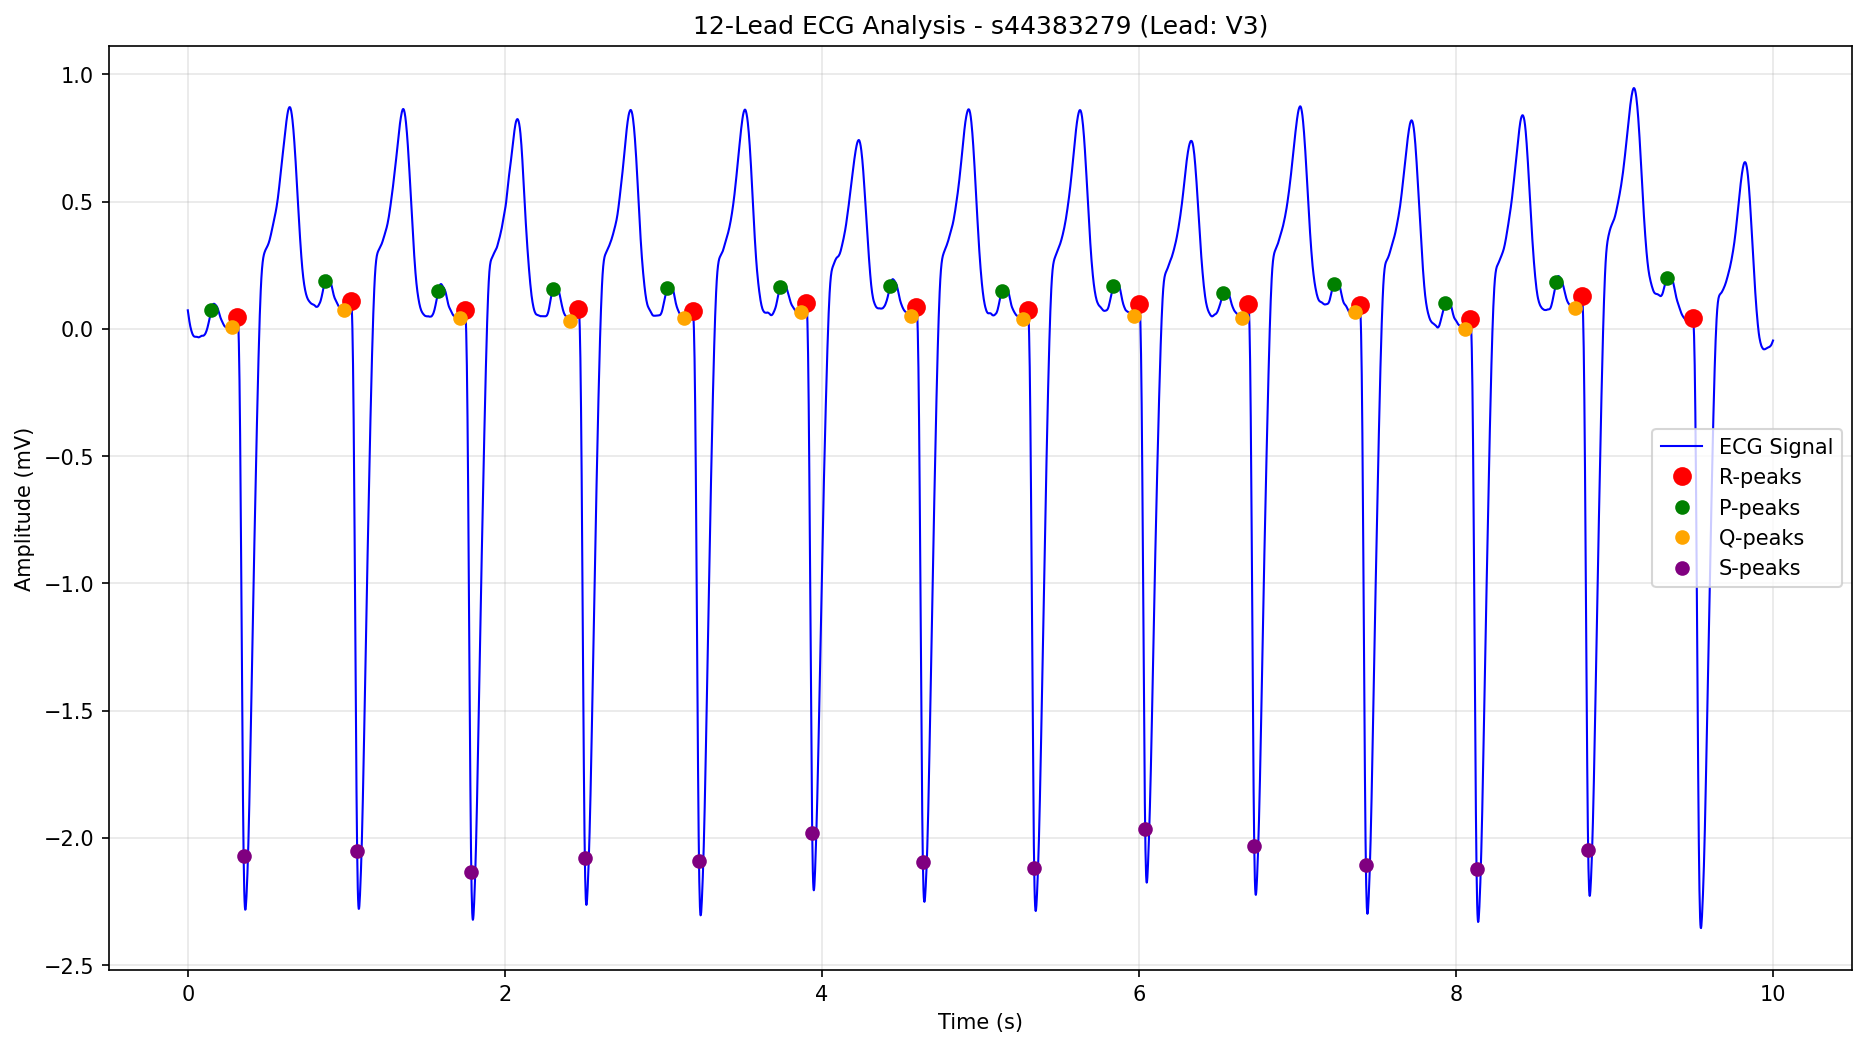 12-Lead ECG Analysis - s44383279 (Lead: V3)
Amplitude (mV)
1.0
0.5
0.0
−0.5
−1.0
−1.5
−2.0
−2.5
ECG Signal
R-peaks
P-peaks
Q-peaks
S-peaks
0 2 4 6 8 10
Time (s)